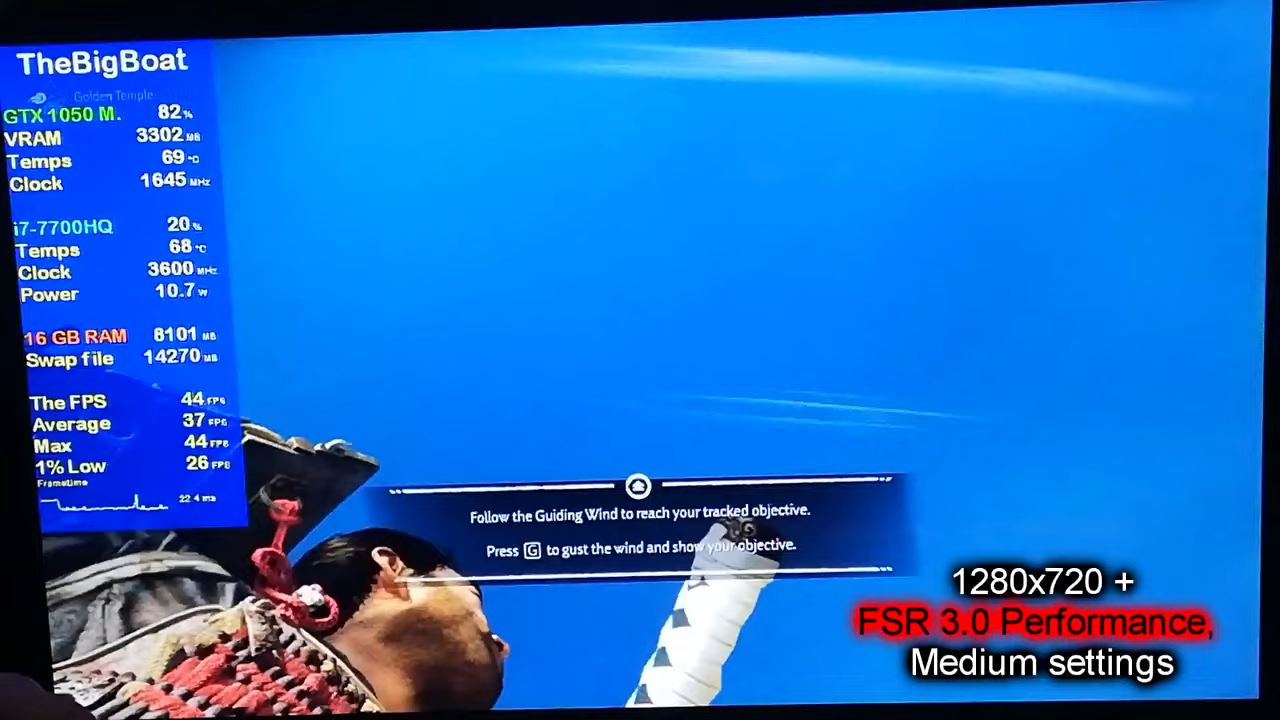 TheBigBoat
Golden Temple
GTX 1050 M. 82 %
VRAM 3302 MB
Temps 69 °C
Clock 1645 MHz
i7-7700HQ 20 %
Temps 68 °C
Clock 3600 MHz
Power 10.7 W
16 GB RAM 8101 MB
Swap file 14270 MB
The FPS 44 FPS
Average 37 FPS
Max 44 FPS
1% Low 26 FPS
Frametime
22.4 ms
Follow the Guiding Wind to reach your tracked objective.
Press G to gust the wind and show your objective.
1280x720 +
FSR 3.0 Performance,
Medium settings